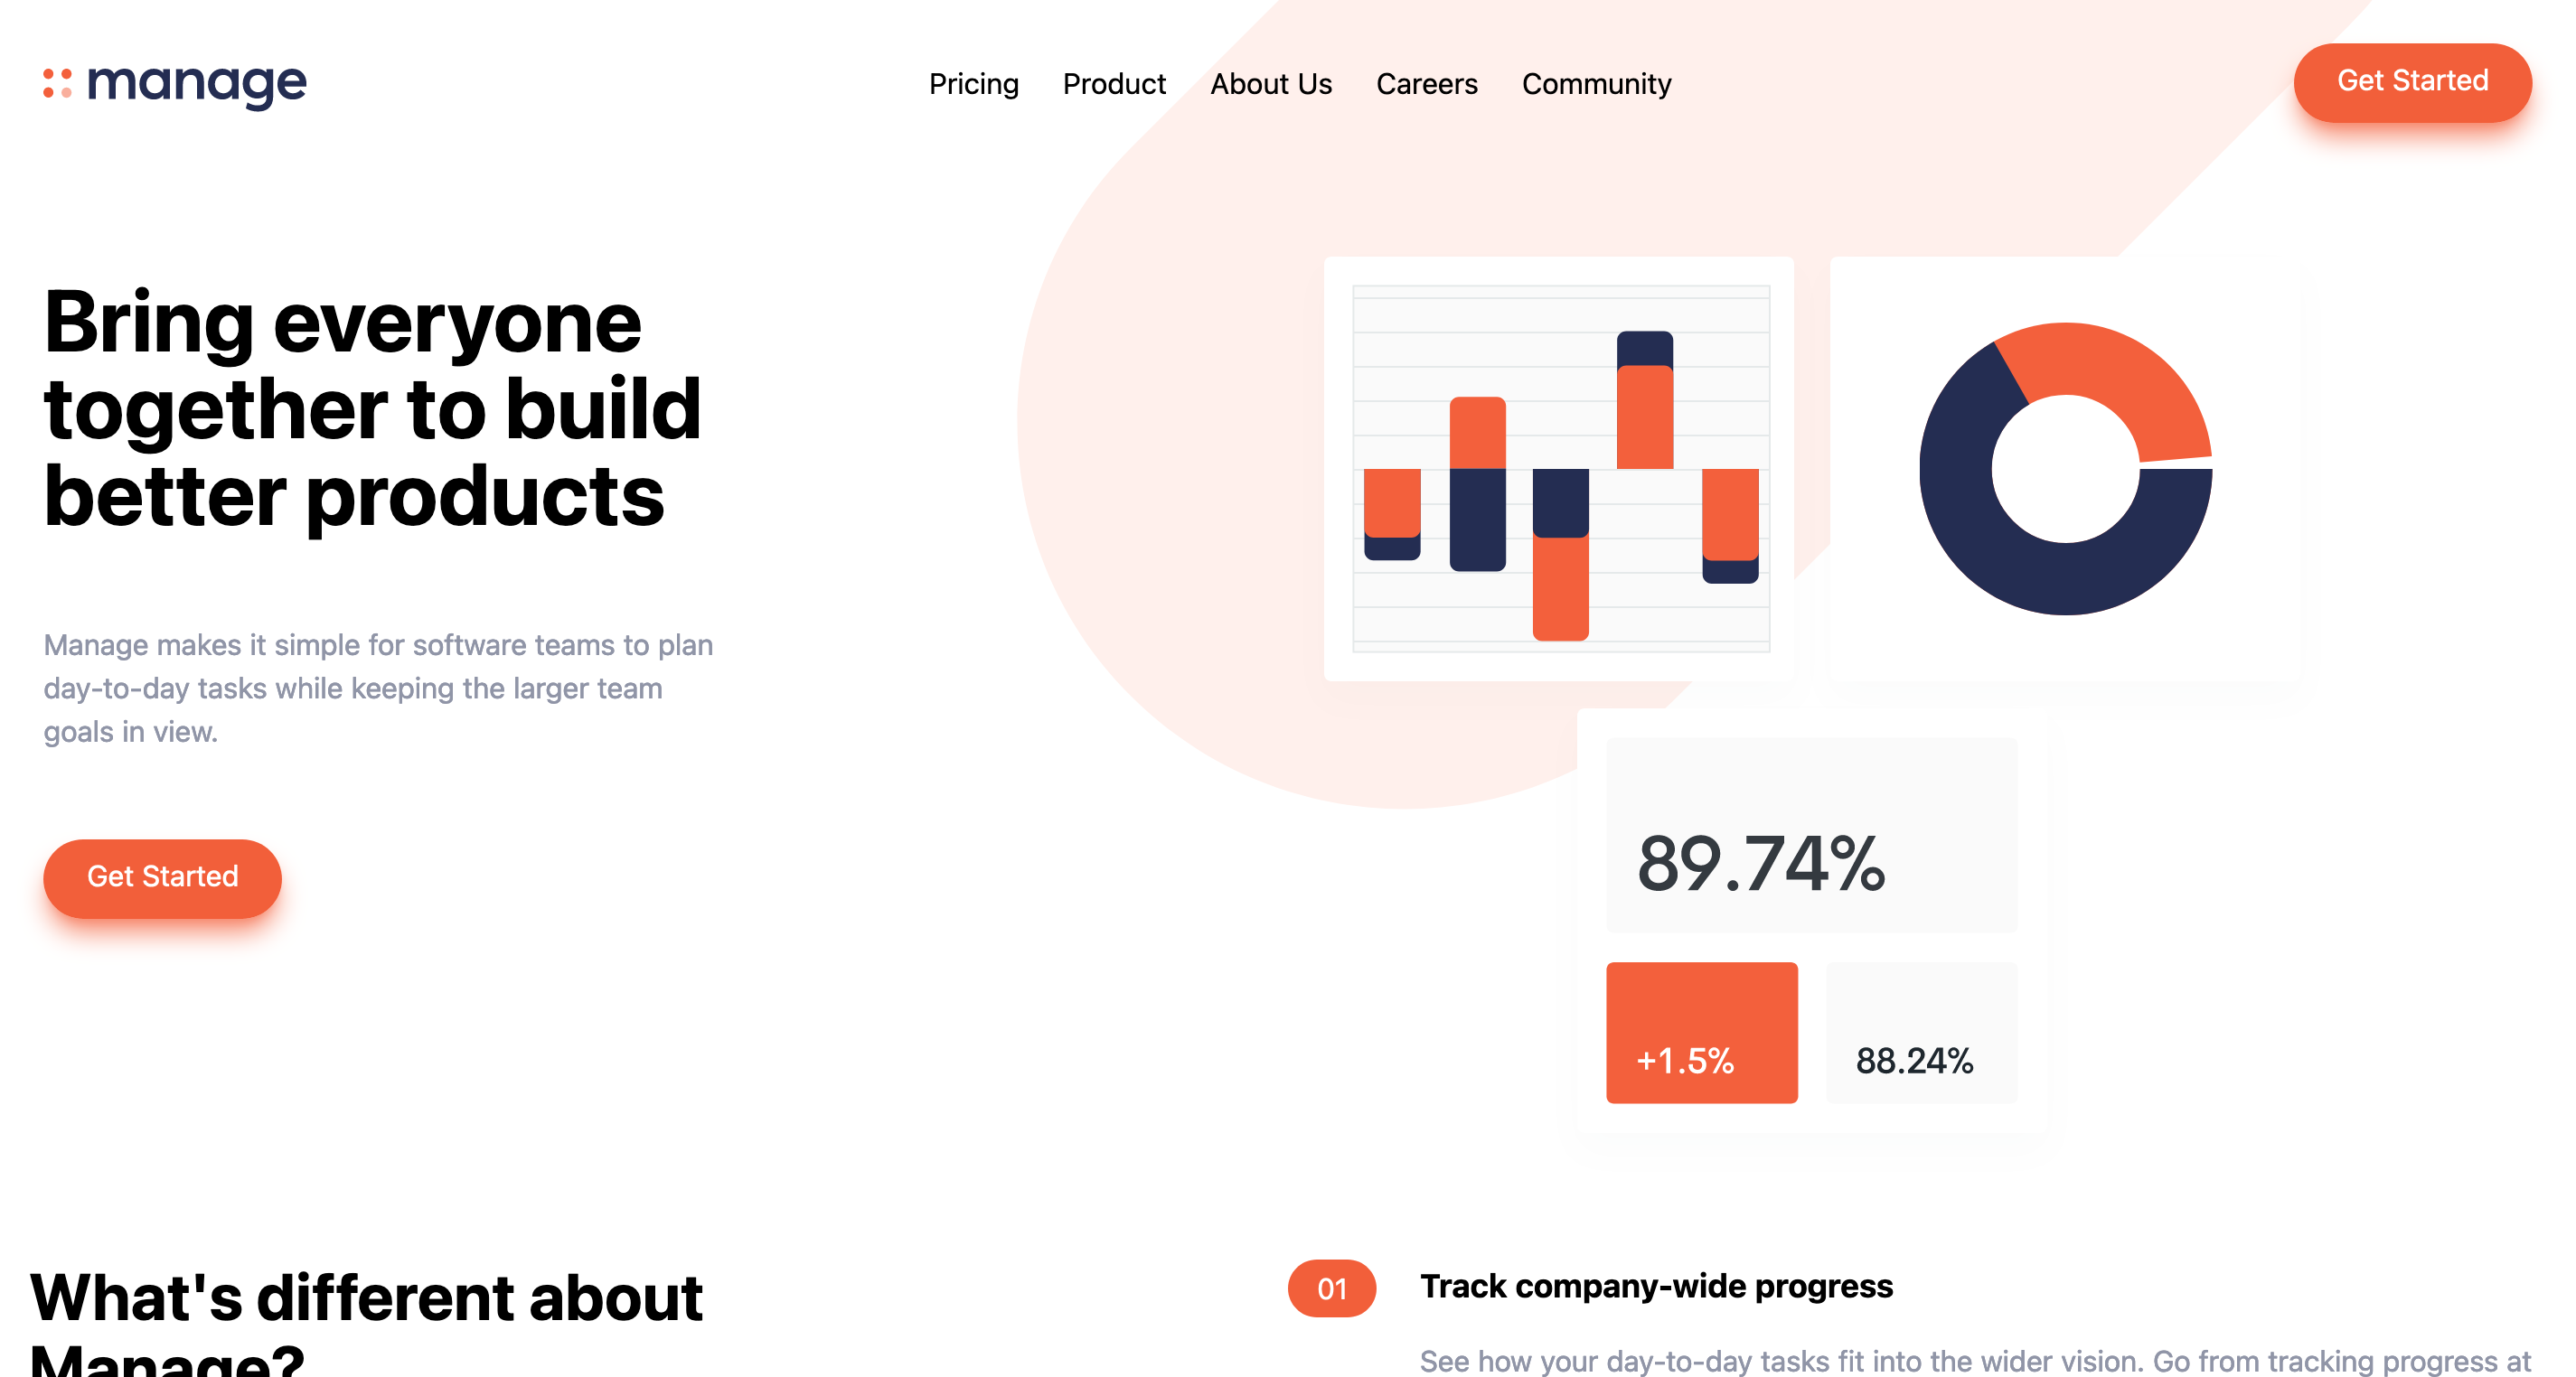 manage
Pricing
Product
About Us
Careers
Community
Get Started
Bring everyone
together to build
better products
Manage makes it simple for software teams to plan
day-to-day tasks while keeping the larger team
goals in view.
Get Started
89.74%
+1.5%
88.24%
What's different about
Manage?
01
Track company-wide progress
See how your day-to-day tasks fit into the wider vision. Go from tracking progress at